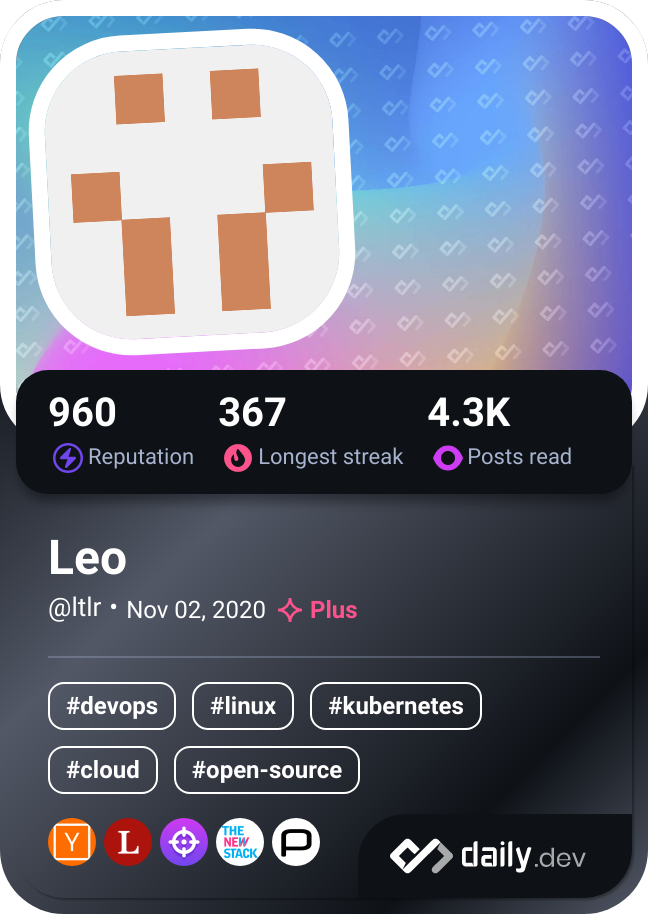 960 367 4.3K
Reputation Longest streak Posts read
Leo
@ltlr • Nov 02, 2020 Plus
#devops #linux #kubernetes
#cloud #open-source
Y L THE NEW STACK P
daily.dev